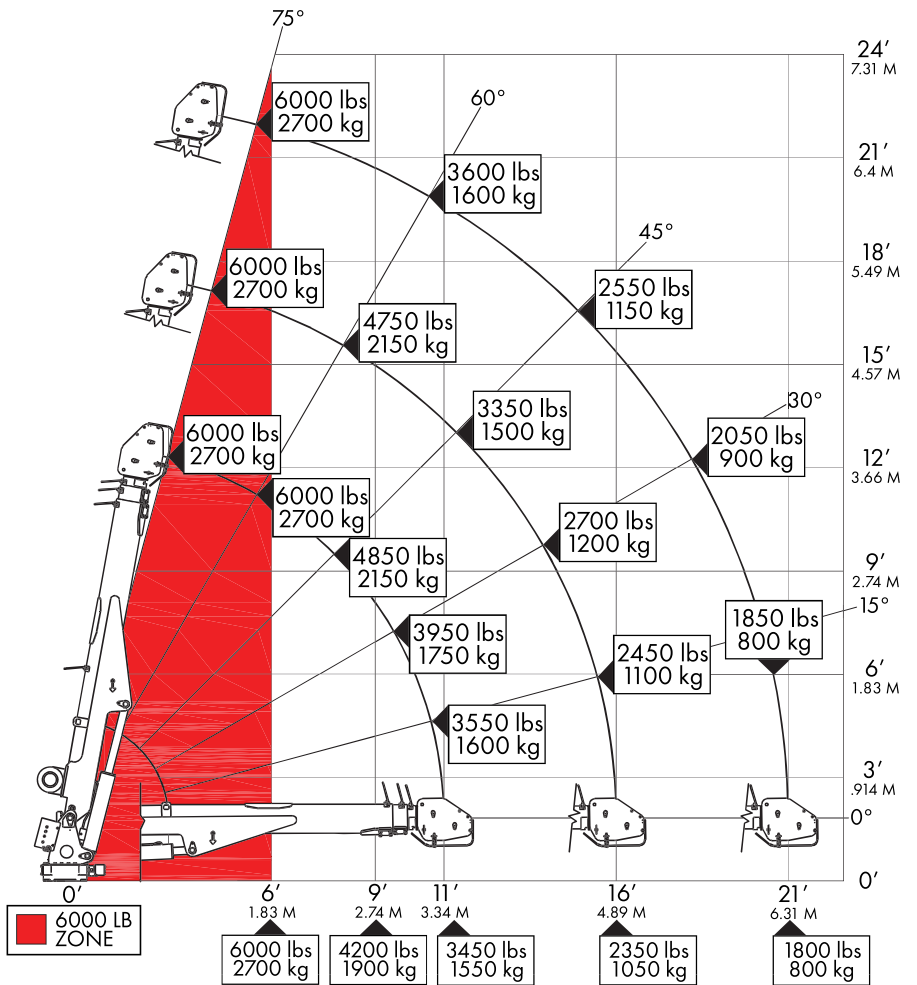 75°
24’
7.31 M
6000 lbs
2700 kg
60°
21’
6.4 M
3600 lbs
1600 kg
45°
18’
5.49 M
6000 lbs
2700 kg
2550 lbs
1150 kg
4750 lbs
2150 kg
15’
4.57 M
30°
3350 lbs
1500 kg
6000 lbs
2700 kg
2050 lbs
900 kg
12’
3.66 M
6000 lbs
2700 kg
2700 lbs
1200 kg
4850 lbs
2150 kg
9’
2.74 M
15°
3950 lbs
1750 kg
1850 lbs
800 kg
2450 lbs
1100 kg
6’
1.83 M
3550 lbs
1600 kg
3’
.914 M
0°
0’
0’
6’
9’
11’
16’
21’
1.83 M
2.74 M
3.34 M
4.89 M
6.31 M
6000 LB
ZONE
6000 lbs
2700 kg
4200 lbs
1900 kg
3450 lbs
1550 kg
2350 lbs
1050 kg
1800 lbs
800 kg